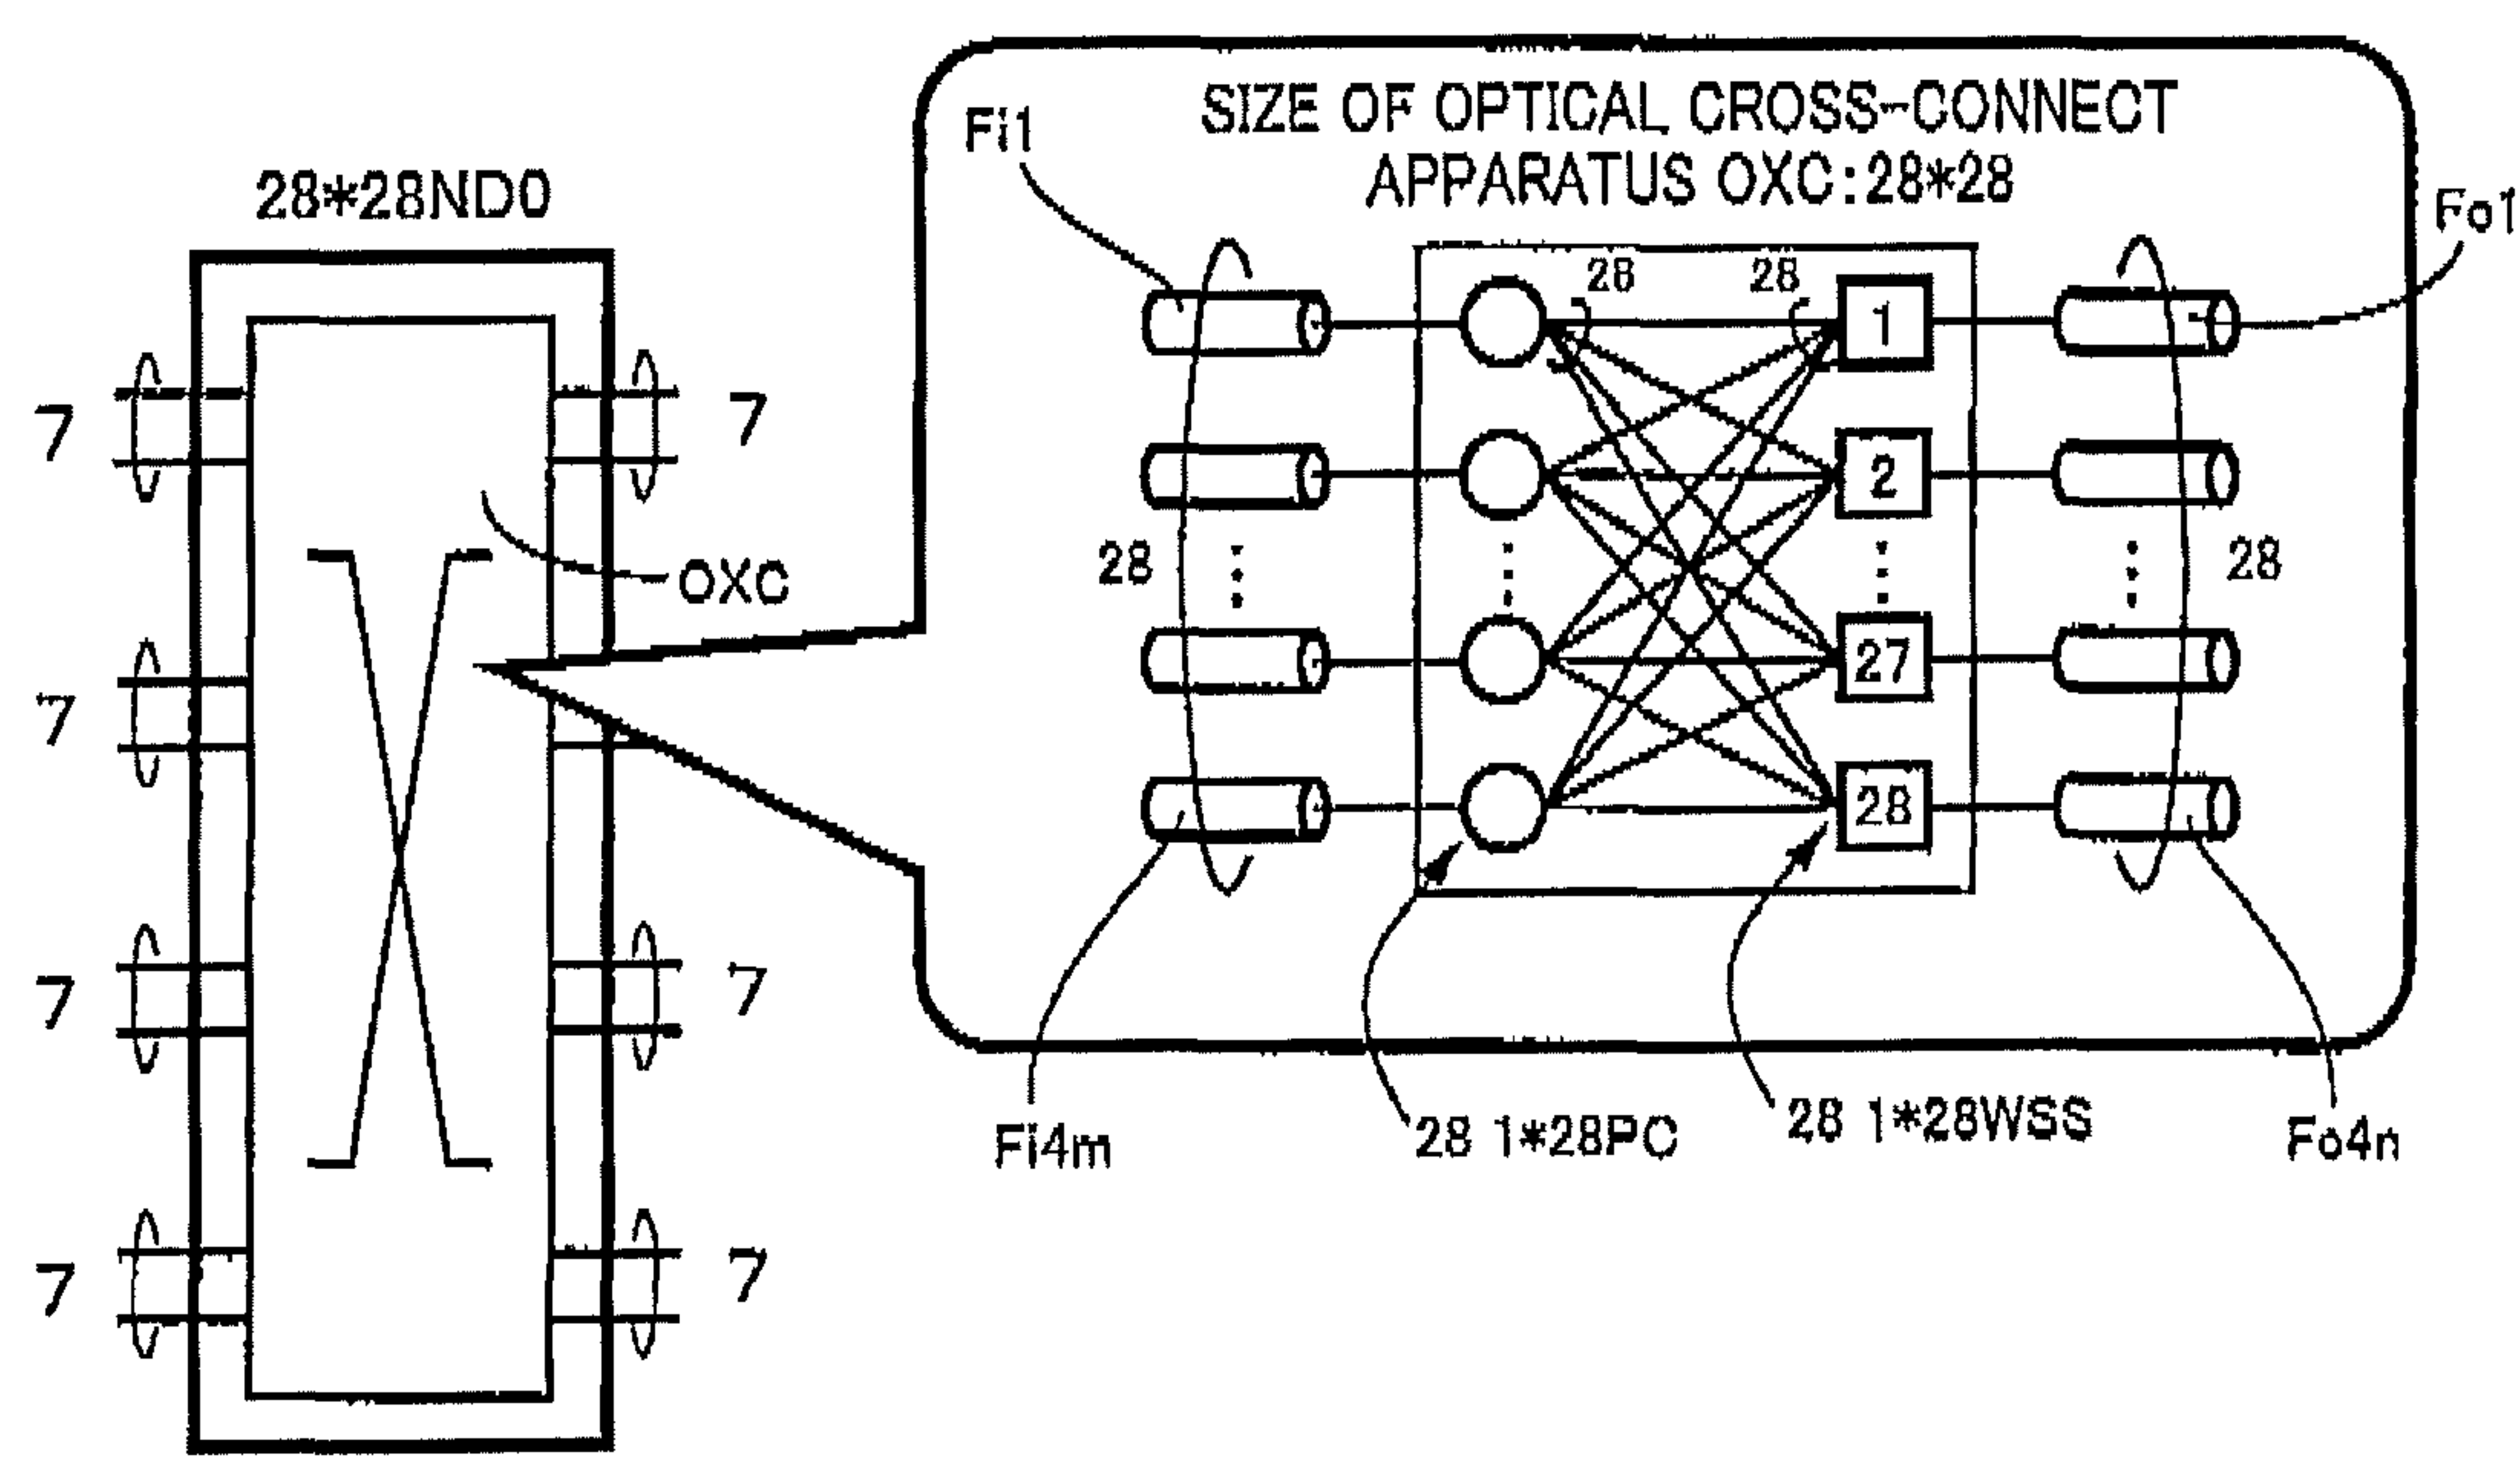 28*28ND0
7
7
7
7
7
7
7
OXC
SIZE OF OPTICAL CROSS-CONNECT
APPARATUS OXC:28*28
Fi1
Fo1
28
28
1
2
27
28
28
28
Fi4m
28 1*28PC
28 1*28WSS
Fo4n